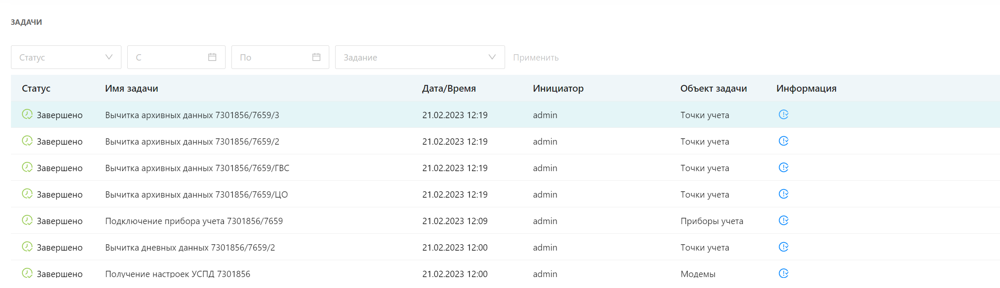 ЗАДАЧИ
Статус С По Задание Применить
Статус Имя задачи Дата/Время Инициатор Объект задачи Информация
Завершено Вычитка архивных данных 7301856/7659/3 21.02.2023 12:19 admin Точки учета
Завершено Вычитка архивных данных 7301856/7659/2 21.02.2023 12:19 admin Точки учета
Завершено Вычитка архивных данных 7301856/7659/ГВС 21.02.2023 12:19 admin Точки учета
Завершено Вычитка архивных данных 7301856/7659/ЦО 21.02.2023 12:19 admin Точки учета
Завершено Подключение прибора учета 7301856/7659 21.02.2023 12:09 admin Приборы учета
Завершено Вычитка дневных данных 7301856/7659/2 21.02.2023 12:00 admin Точки учета
Завершено Получение настроек УСПД 7301856 21.02.2023 12:00 admin Модемы